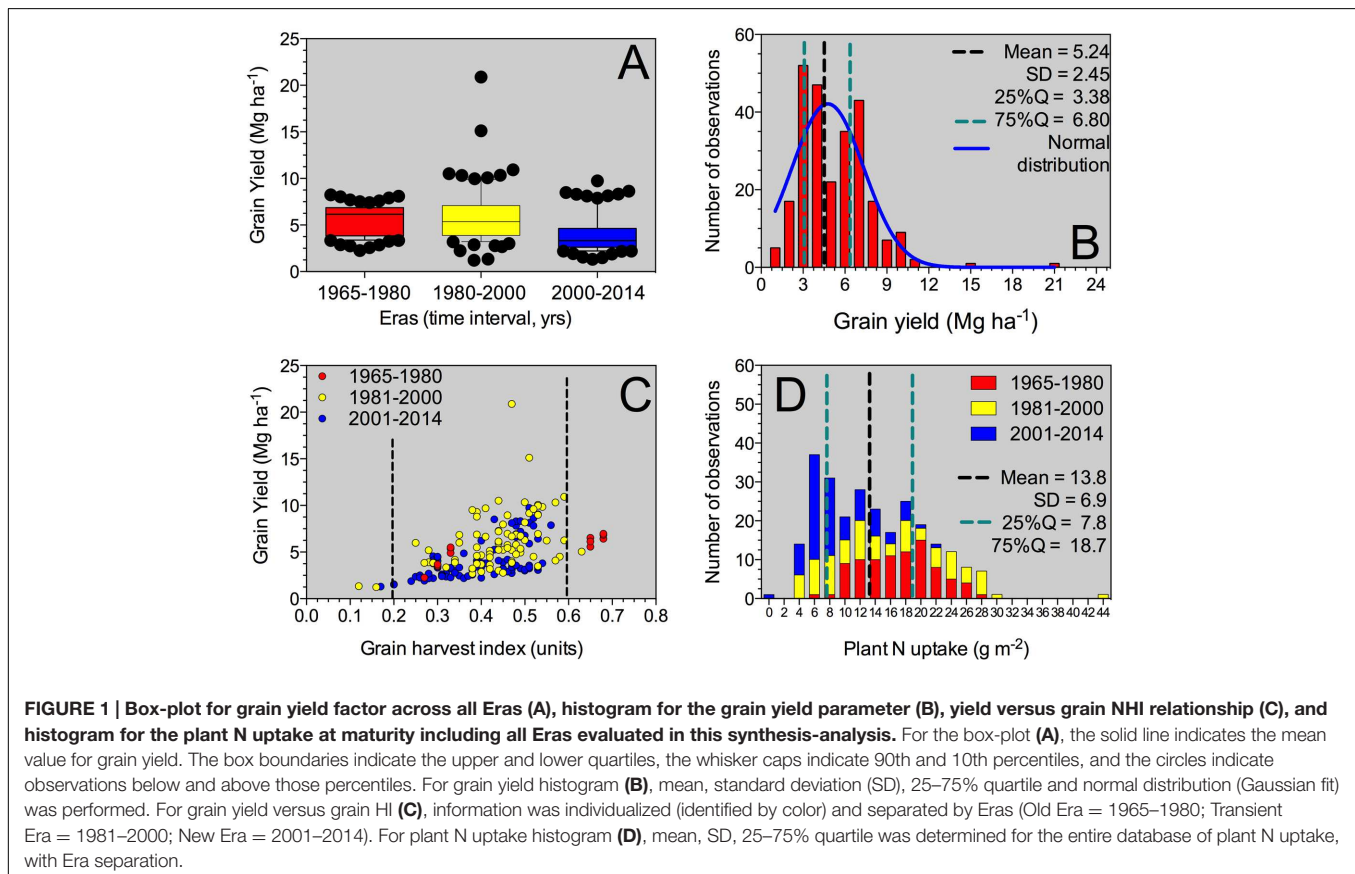 A
Grain Yield (Mg ha-1)
25
20
15
10
5
0
1965-1980
1980-2000
2000-2014
Eras (time interval, yrs)
B
Number of observations
60
40
20
0
Mean = 5.24
SD = 2.45
25%Q = 3.38
75%Q = 6.80
Normal
distribution
0 3 6 9 12 15 18 21 24
Grain yield (Mg ha-1)
C
Grain Yield (Mg ha-1)
25
20
15
10
5
0
1965-1980
1981-2000
2001-2014
0.0 0.1 0.2 0.3 0.4 0.5 0.6 0.7 0.8
Grain harvest index (units)
D
Number of observations
60
50
40
30
20
10
0
1965-1980
1981-2000
2001-2014
Mean = 13.8
SD = 6.9
25%Q = 7.8
75%Q = 18.7
0 4 6 8 10 12 14 16 18 20 22 24 26 28 30 32 34 36 38 40 42 44
Plant N uptake (g m-2)
FIGURE 1 | Box-plot for grain yield factor across all Eras (A), histogram for the grain yield parameter (B), yield versus grain NHI relationship (C), and
histogram for the plant N uptake at maturity including all Eras evaluated in this synthesis-analysis. For the box-plot (A), the solid line indicates the mean
value for grain yield. The box boundaries indicate the upper and lower quartiles, the whisker caps indicate 90th and 10th percentiles, and the circles indicate
observations below and above those percentiles. For grain yield histogram (B), mean, standard deviation (SD), 25–75% quartile and normal distribution (Gaussian fit)
was performed. For grain yield versus grain HI (C), information was individualized (identified by color) and separated by Eras (Old Era = 1965–1980; Transient
Era = 1981–2000; New Era = 2001–2014). For plant N uptake histogram (D), mean, SD, 25–75% quartile was determined for the entire database of plant N uptake,
with Era separation.